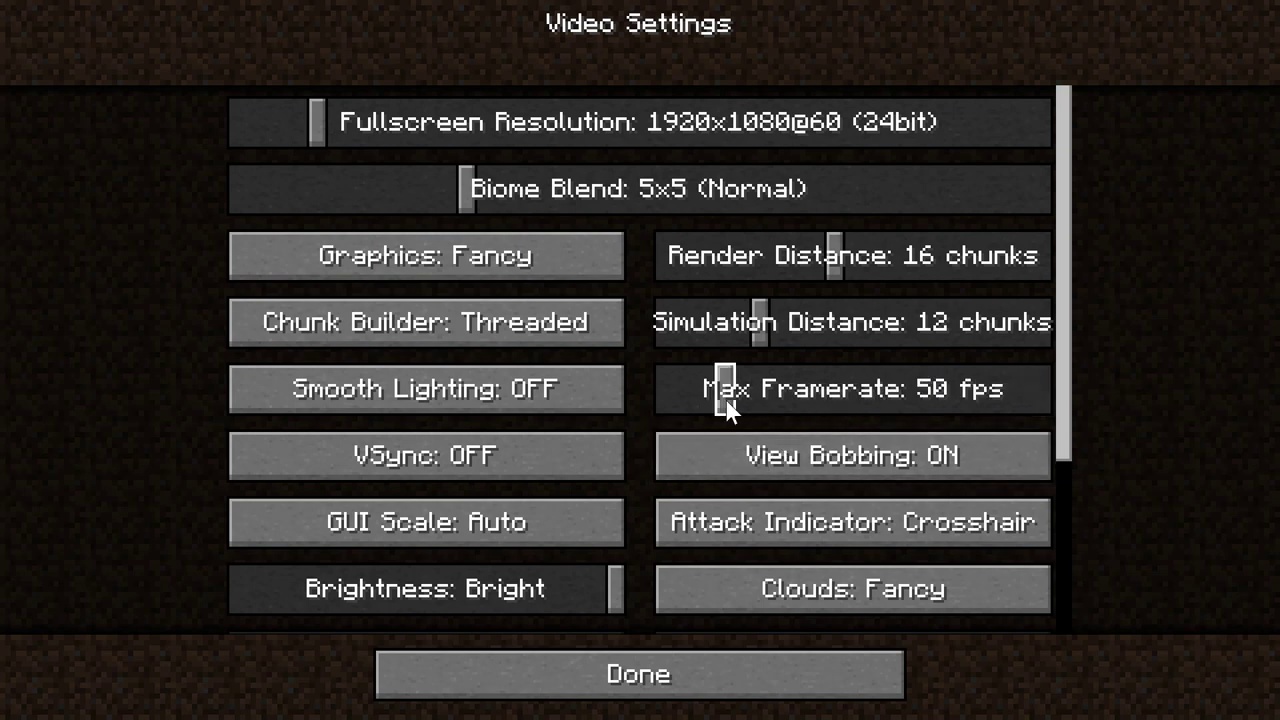 Video Settings
Fullscreen Resolution: 1920x1080@60 (24bit)
Biome Blend: 5x5 (Normal)
Graphics: Fancy
Render Distance: 16 chunks
Chunk Builder: Threaded
Simulation Distance: 12 chunks
Smooth Lighting: OFF
Max Framerate: 50 fps
VSync: OFF
View Bobbing: ON
GUI Scale: Auto
Attack Indicator: Crosshair
Brightness: Bright
Clouds: Fancy
Done